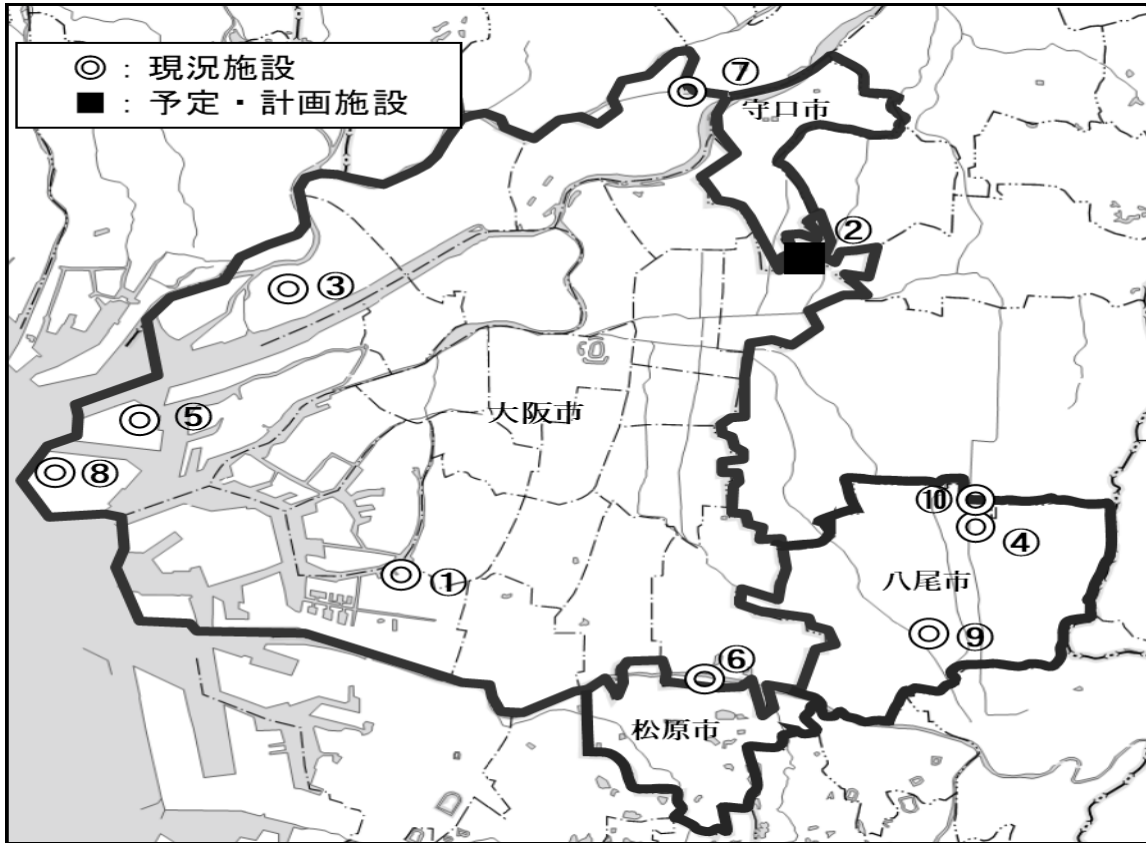 ◎：現況施設
■：予定・計画施設
⑦
守口市
②
③
大阪市
⑤
⑧
⑩
④
①
八尾市
⑨
⑥
松原市